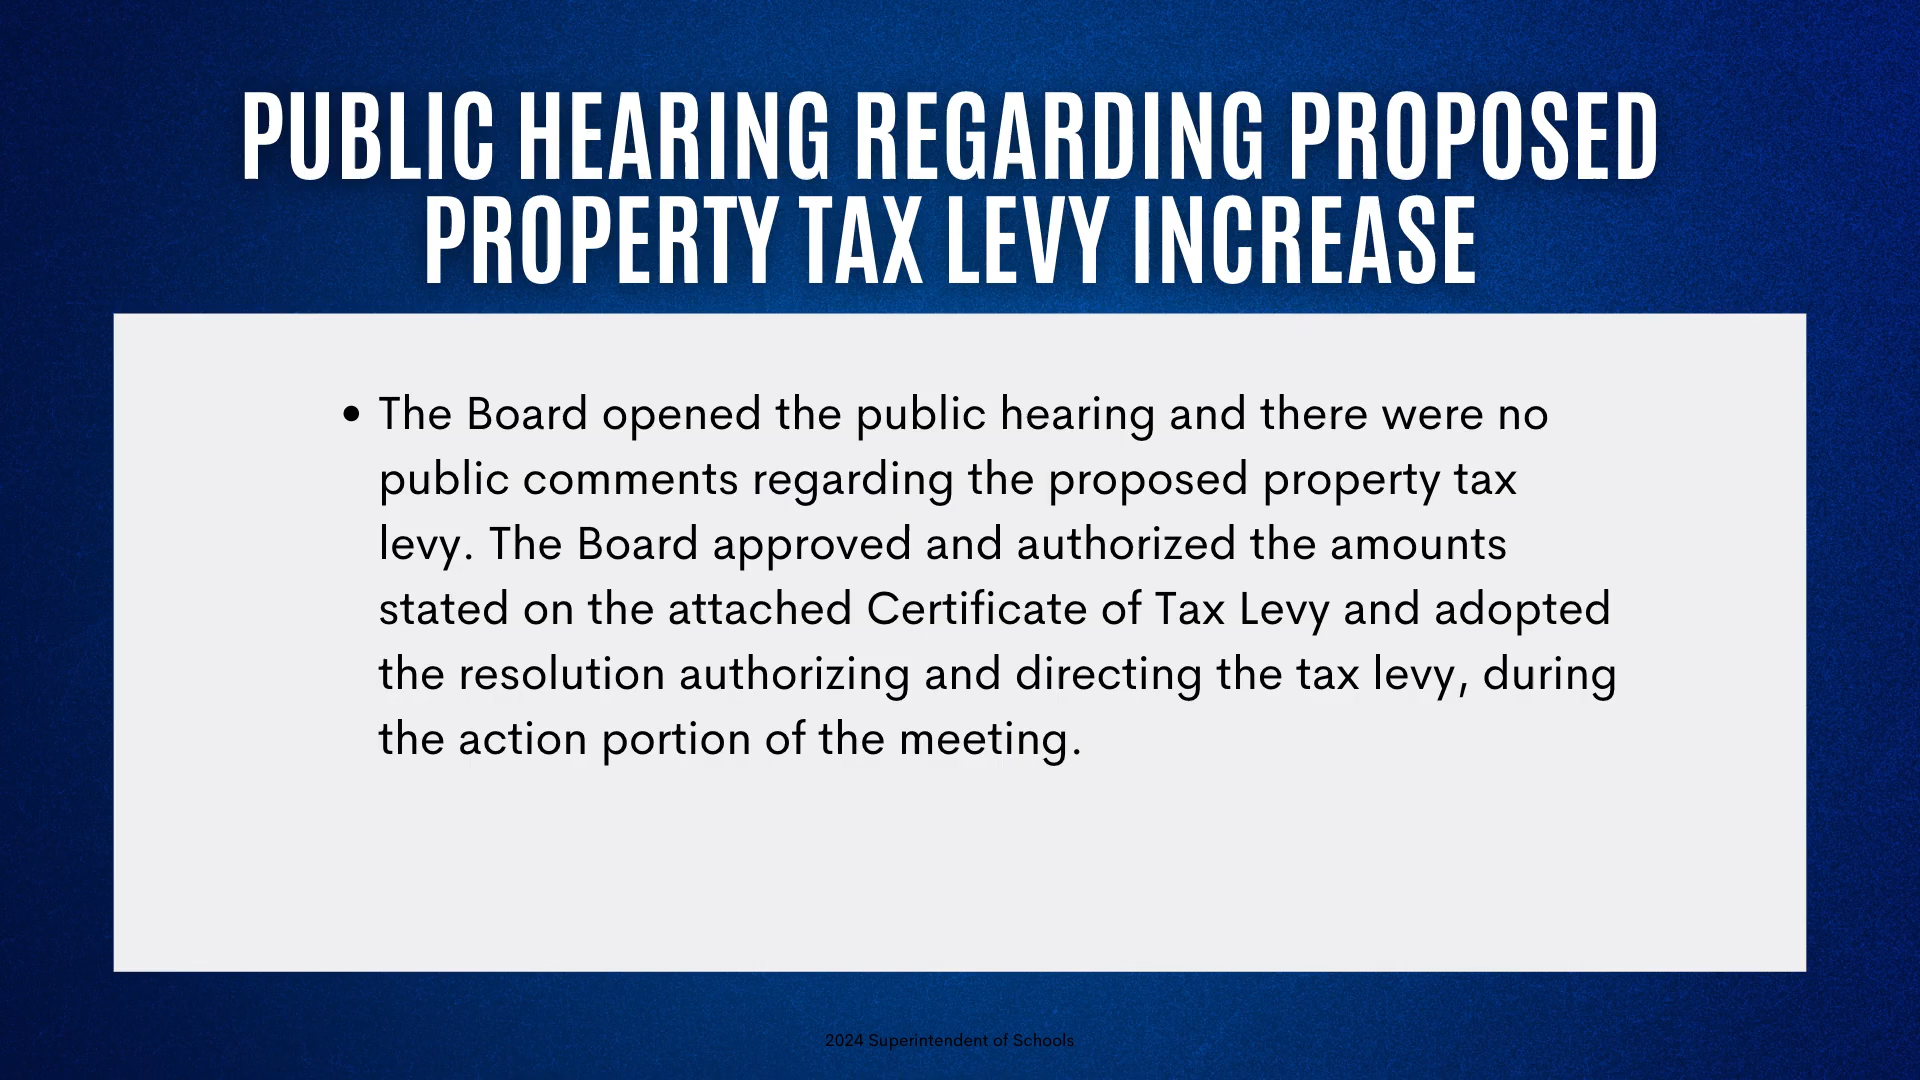 PUBLIC HEARING REGARDING PROPOSED
PROPERTY TAX LEVY INCREASE
• The Board opened the public hearing and there were no
public comments regarding the proposed property tax
levy. The Board approved and authorized the amounts
stated on the attached Certificate of Tax Levy and adopted
the resolution authorizing and directing the tax levy, during
the action portion of the meeting.
2024 Superintendent of Schools